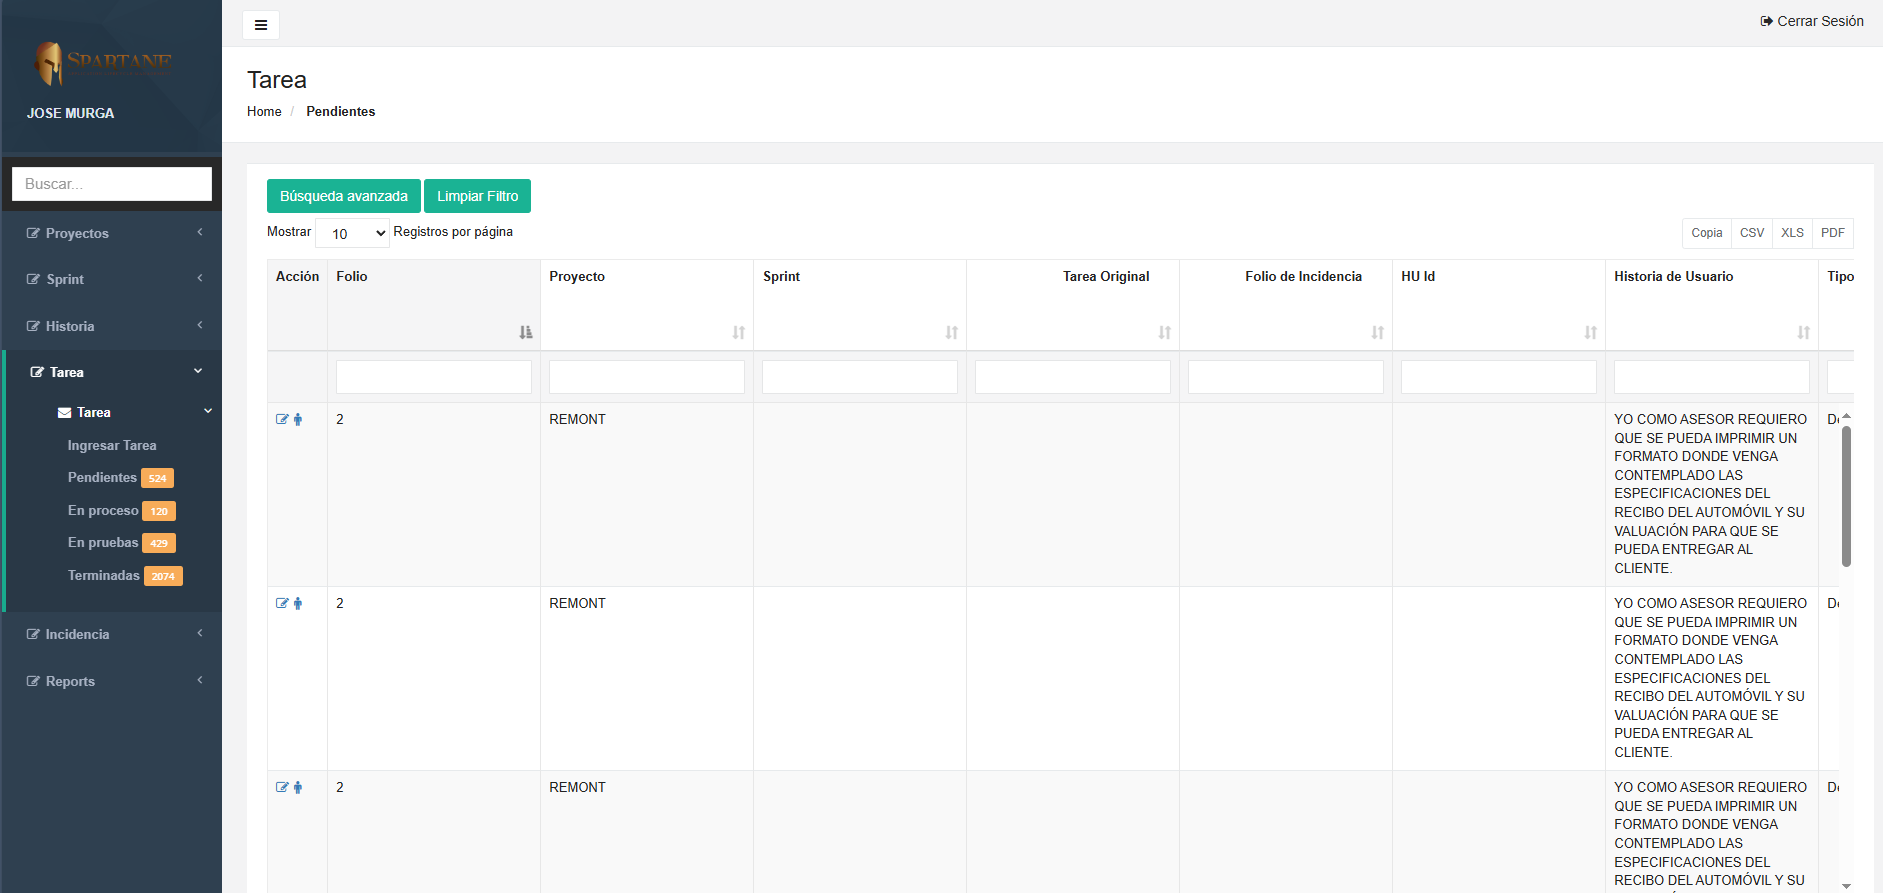 SPARTANE
JOSE MURGA
Buscar...
Proyectos
Sprint
Historia
Tarea
Tarea
Ingresar Tarea
Pendientes 524
En proceso 120
En pruebas 429
Terminadas 2074
Incidencia
Reports
Cerrar Sesión
Tarea
Home / Pendientes
Búsqueda avanzada Limpiar Filtro
Mostrar 10 Registros por página
Copia CSV XLS PDF
Acción Folio Proyecto Sprint Tarea Original Folio de Incidencia HU Id Historia de Usuario Tipo
2 REMONT YO COMO ASESOR REQUIERO De
QUE SE PUEDA IMPRIMIR UN
FORMATO DONDE VENGA
CONTEMPLADO LAS
ESPECIFICACIONES DEL
RECIBO DEL AUTOMÓVIL Y SU
VALUACIÓN PARA QUE SE
PUEDA ENTREGAR AL
CLIENTE.
2 REMONT YO COMO ASESOR REQUIERO De
QUE SE PUEDA IMPRIMIR UN
FORMATO DONDE VENGA
CONTEMPLADO LAS
ESPECIFICACIONES DEL
RECIBO DEL AUTOMÓVIL Y SU
VALUACIÓN PARA QUE SE
PUEDA ENTREGAR AL
CLIENTE.
2 REMONT YO COMO ASESOR REQUIERO De
QUE SE PUEDA IMPRIMIR UN
FORMATO DONDE VENGA
CONTEMPLADO LAS
ESPECIFICACIONES DEL
RECIBO DEL AUTOMÓVIL Y SU